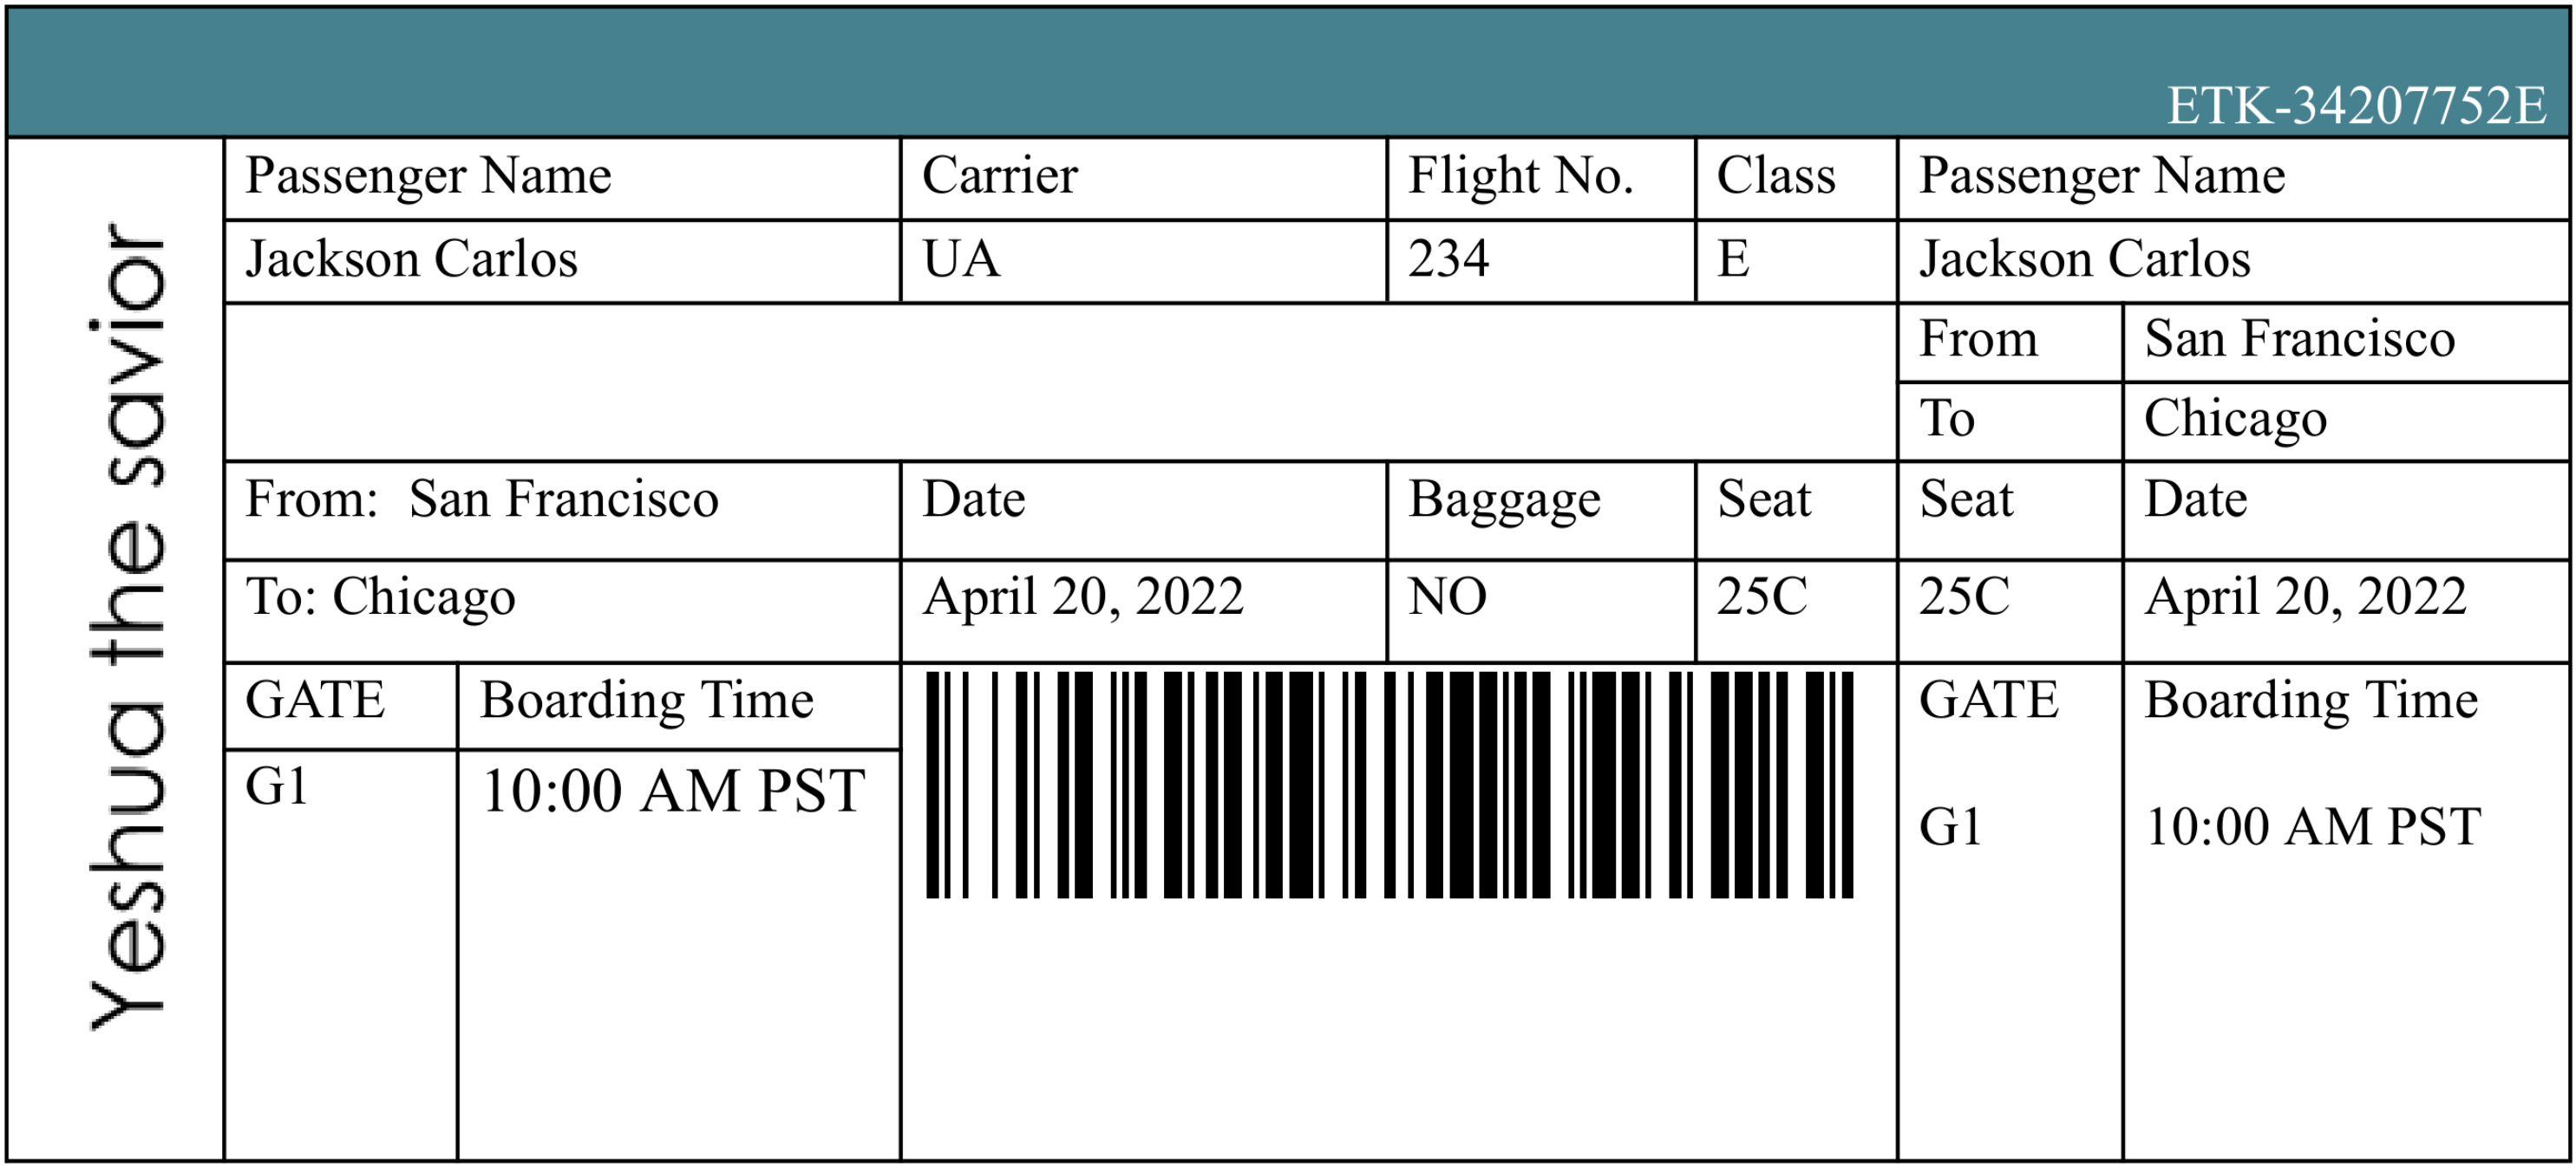 ETK-34207752E
Yeshua the savior
Passenger Name Carrier Flight No. Class Passenger Name
Jackson Carlos UA 234 E Jackson Carlos
From San Francisco
To Chicago
From: San Francisco Date Baggage Seat Seat Date
To: Chicago April 20, 2022 NO 25C 25C April 20, 2022
GATE Boarding Time GATE Boarding Time
G1 10:00 AM PST G1 10:00 AM PST